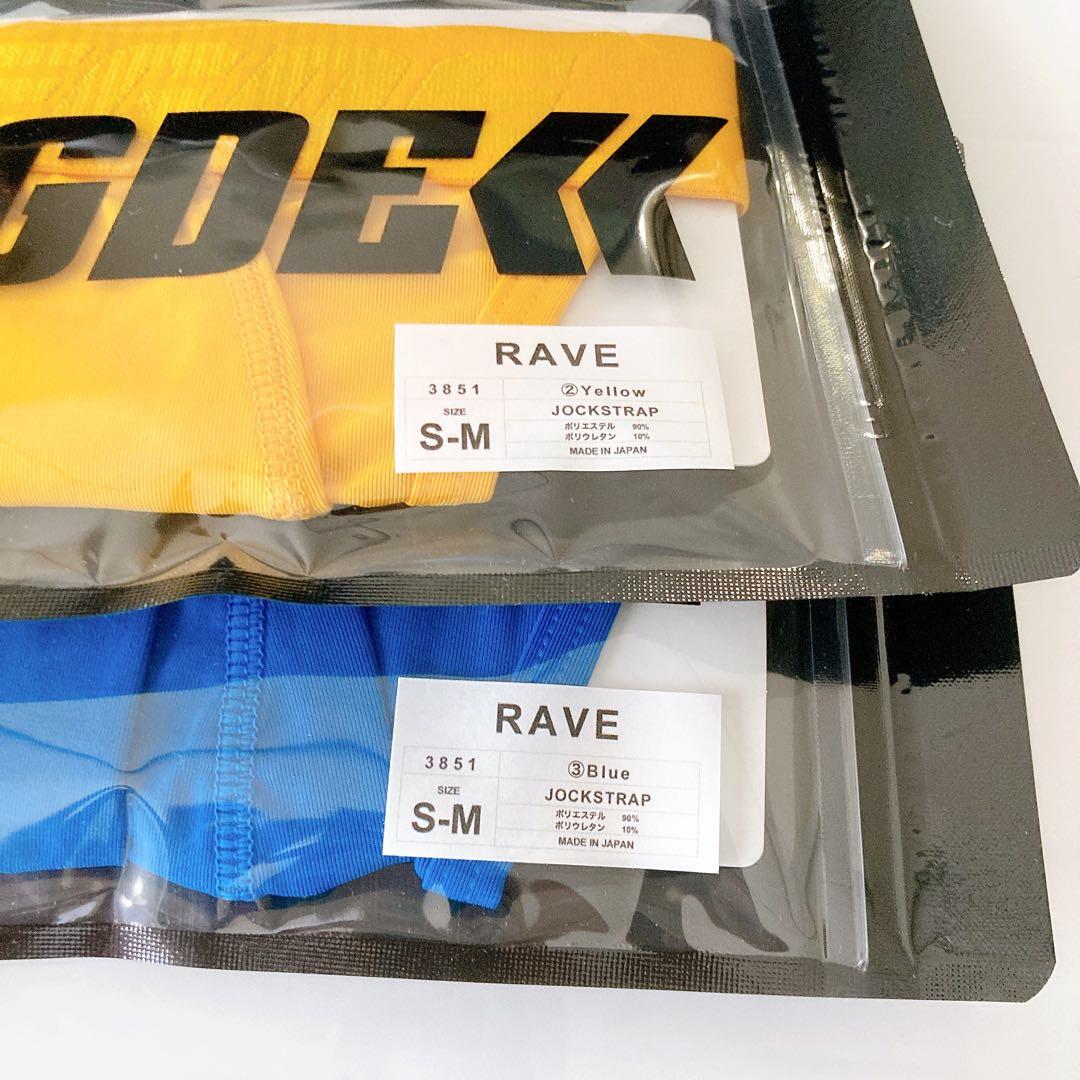 GDE
RAVE
3851
②Yellow
SIZE
JOCKSTRAP
S-M
ポリエステル 90%
ポリウレタン 10%
MADE IN JAPAN
RAVE
3851
③Blue
SIZE
JOCKSTRAP
S-M
ポリエステル 90%
ポリウレタン 10%
MADE IN JAPAN